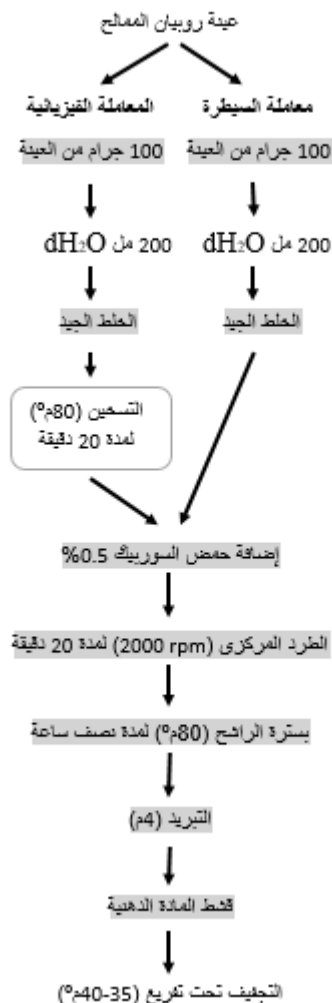 عينة روبيان الممالح
معاملة السيطرة
المعاملة الفيزيائية
100 جرام من العينة
100 جرام من العينة
200 مل dH₂O
200 مل dH₂O
الخلط الجيد
الخلط الجيد
التسخين (80م°)
لمدة 20 دقيقة
إضافة حمض السوربيك 0.5%
الطرد المركزى (2000 rpm) لمدة 20 دقيقة
بسترة الراشح (80م°) لمدة نصف ساعة
التبريد (4م)
قشط المادة الدهنية
التجفيف تحت تفريغ (35-40م°)